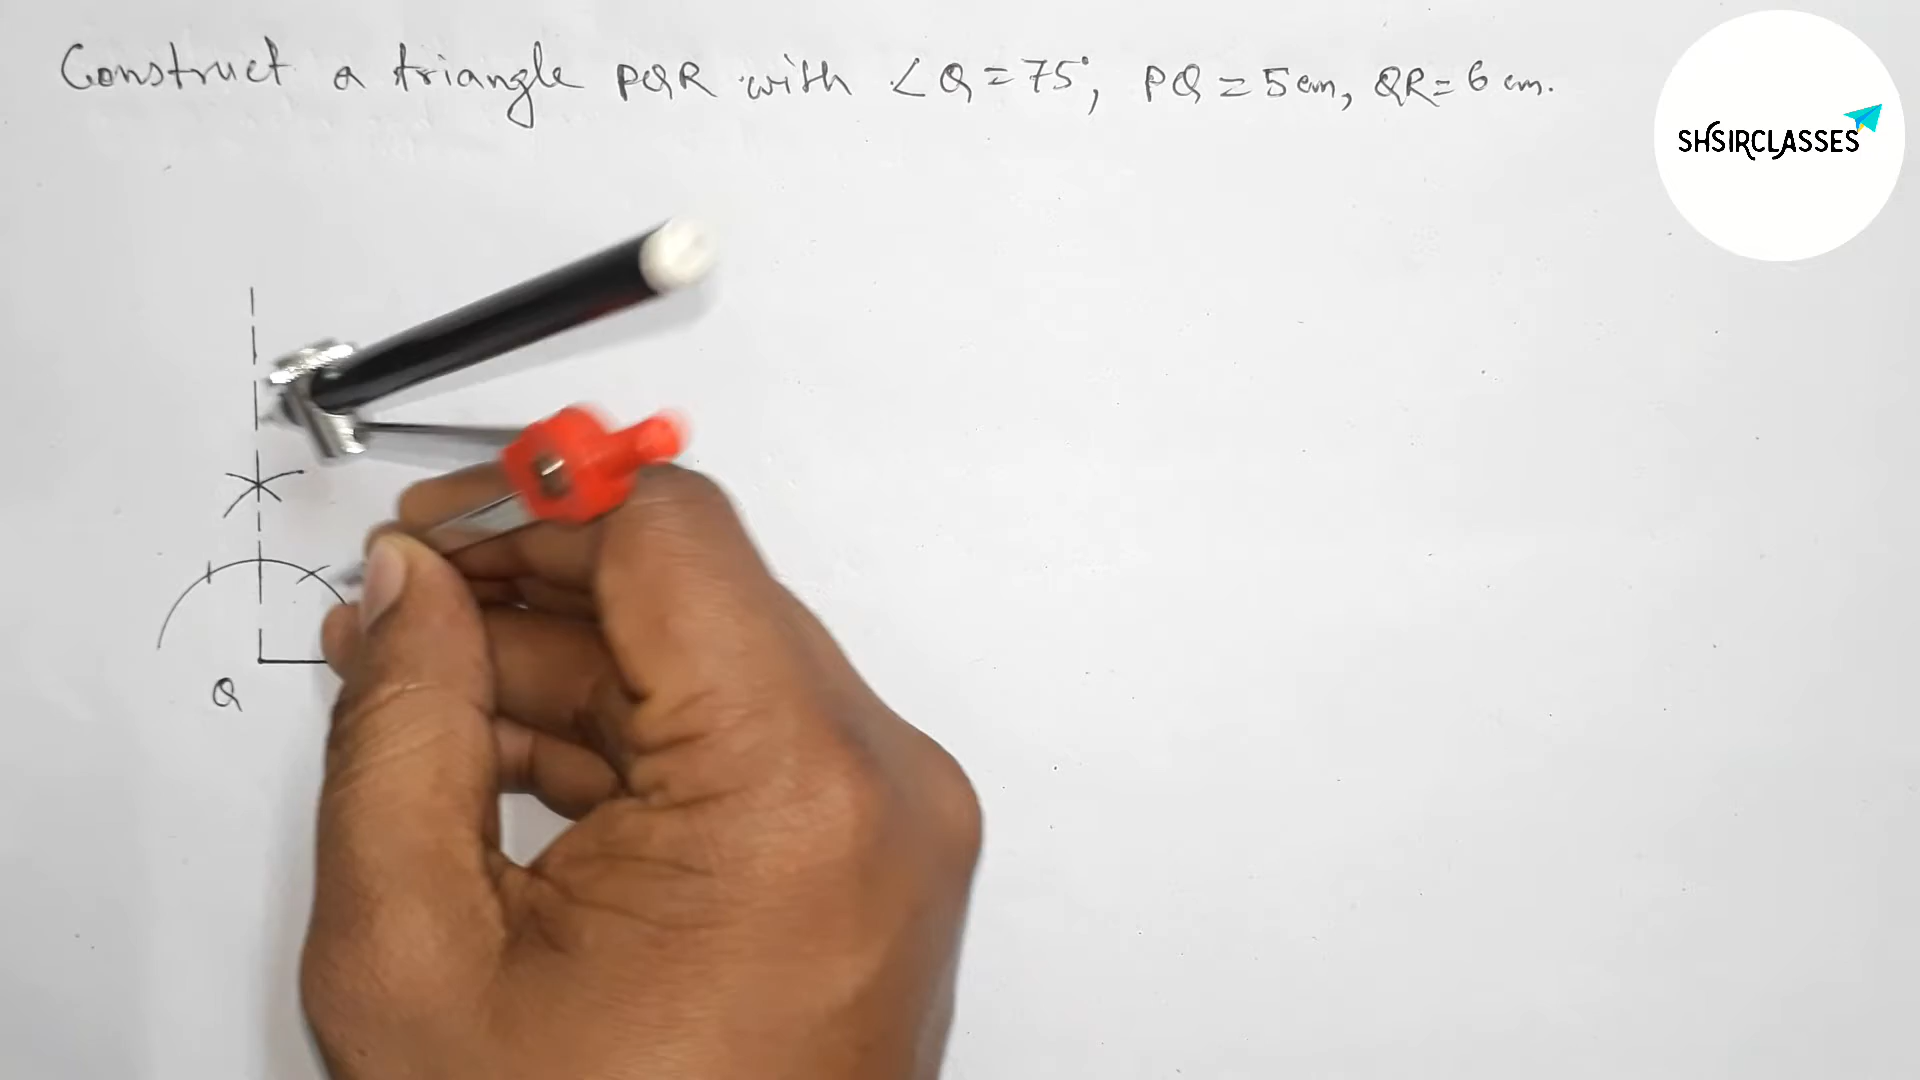 Construct a triangle PQR with ∠Q = 75°, PQ = 5 cm, QR = 6 cm.
SHSIRCLASSES
Q